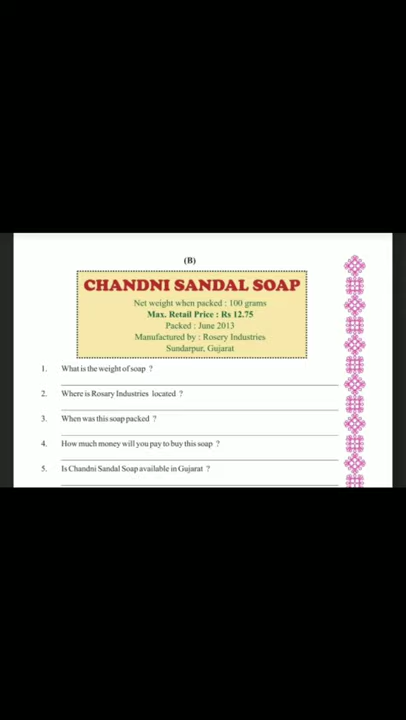 (B)
CHANDNI SANDAL SOAP
Net weight when packed : 100 grams
Max. Retail Price : Rs 12.75
Packed : June 2013
Manufactured by : Rosery Industries
Sundarpur, Gujarat
1. What is the weight of soap ?
2. Where is Rosary Industries located ?
3. When was this soap packed ?
4. How much money will you pay to buy this soap ?
5. Is Chandni Sandal Soap available in Gujarat ?